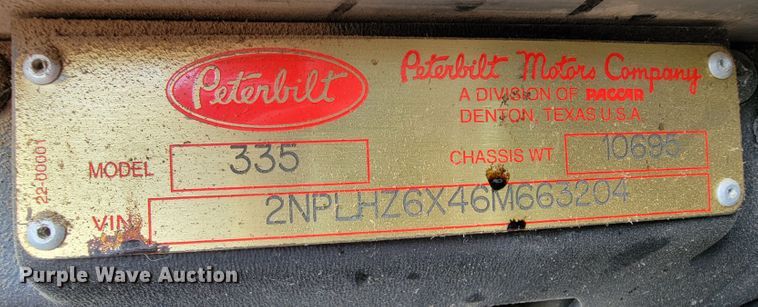 Peterbilt
Peterbilt Motors Company
A DIVISION OF PACCAR
DENTON, TEXAS U.S.A.
MODEL 335 CHASSIS WT 10695
VIN 2NPLHZ6X46M663204
22-00001
Purple Wave Auction